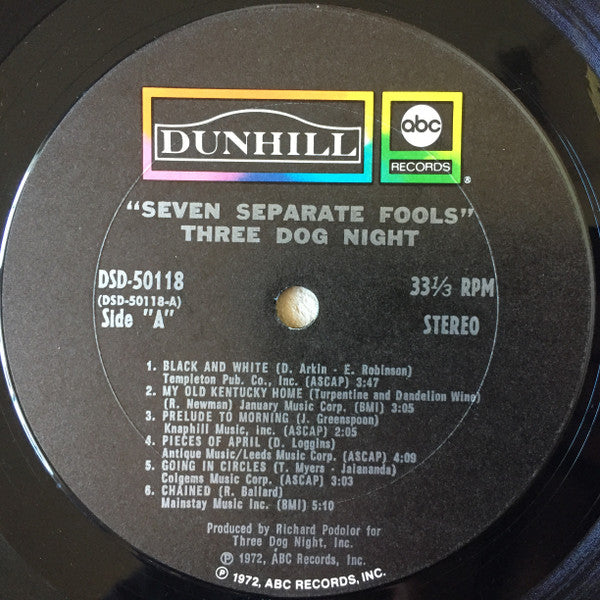 DUNHILL
abc
RECORDS
®
"SEVEN SEPARATE FOOLS"
THREE DOG NIGHT
DSD-50118
(DSD-50118-A)
Side "A"
33⅓ RPM
STEREO
1. BLACK AND WHITE (D. Arkin - E. Robinson)
Templeton Pub. Co., Inc. (ASCAP) 3:47
2. MY OLD KENTUCKY HOME (Turpentine and Dandelion Wine)
(R. Newman) January Music Corp. (BMI) 3:05
3. PRELUDE TO MORNING (J. Greenspoon)
Knaphill Music, Inc. (ASCAP) 2:05
4. PIECES OF APRIL (D. Loggins)
Antique Music/Leeds Music Corp. (ASCAP) 4:09
5. GOING IN CIRCLES (T. Myers - Jaiananda)
Colgems Music Corp. (ASCAP) 3:03
6. CHAINED (R. Ballard)
Mainstay Music Inc. (BMI) 5:10
Produced by Richard Podolor for
Three Dog Night, Inc.
Ⓟ 1972, ABC Records, Inc.
Ⓟ 1972, ABC RECORDS, INC.